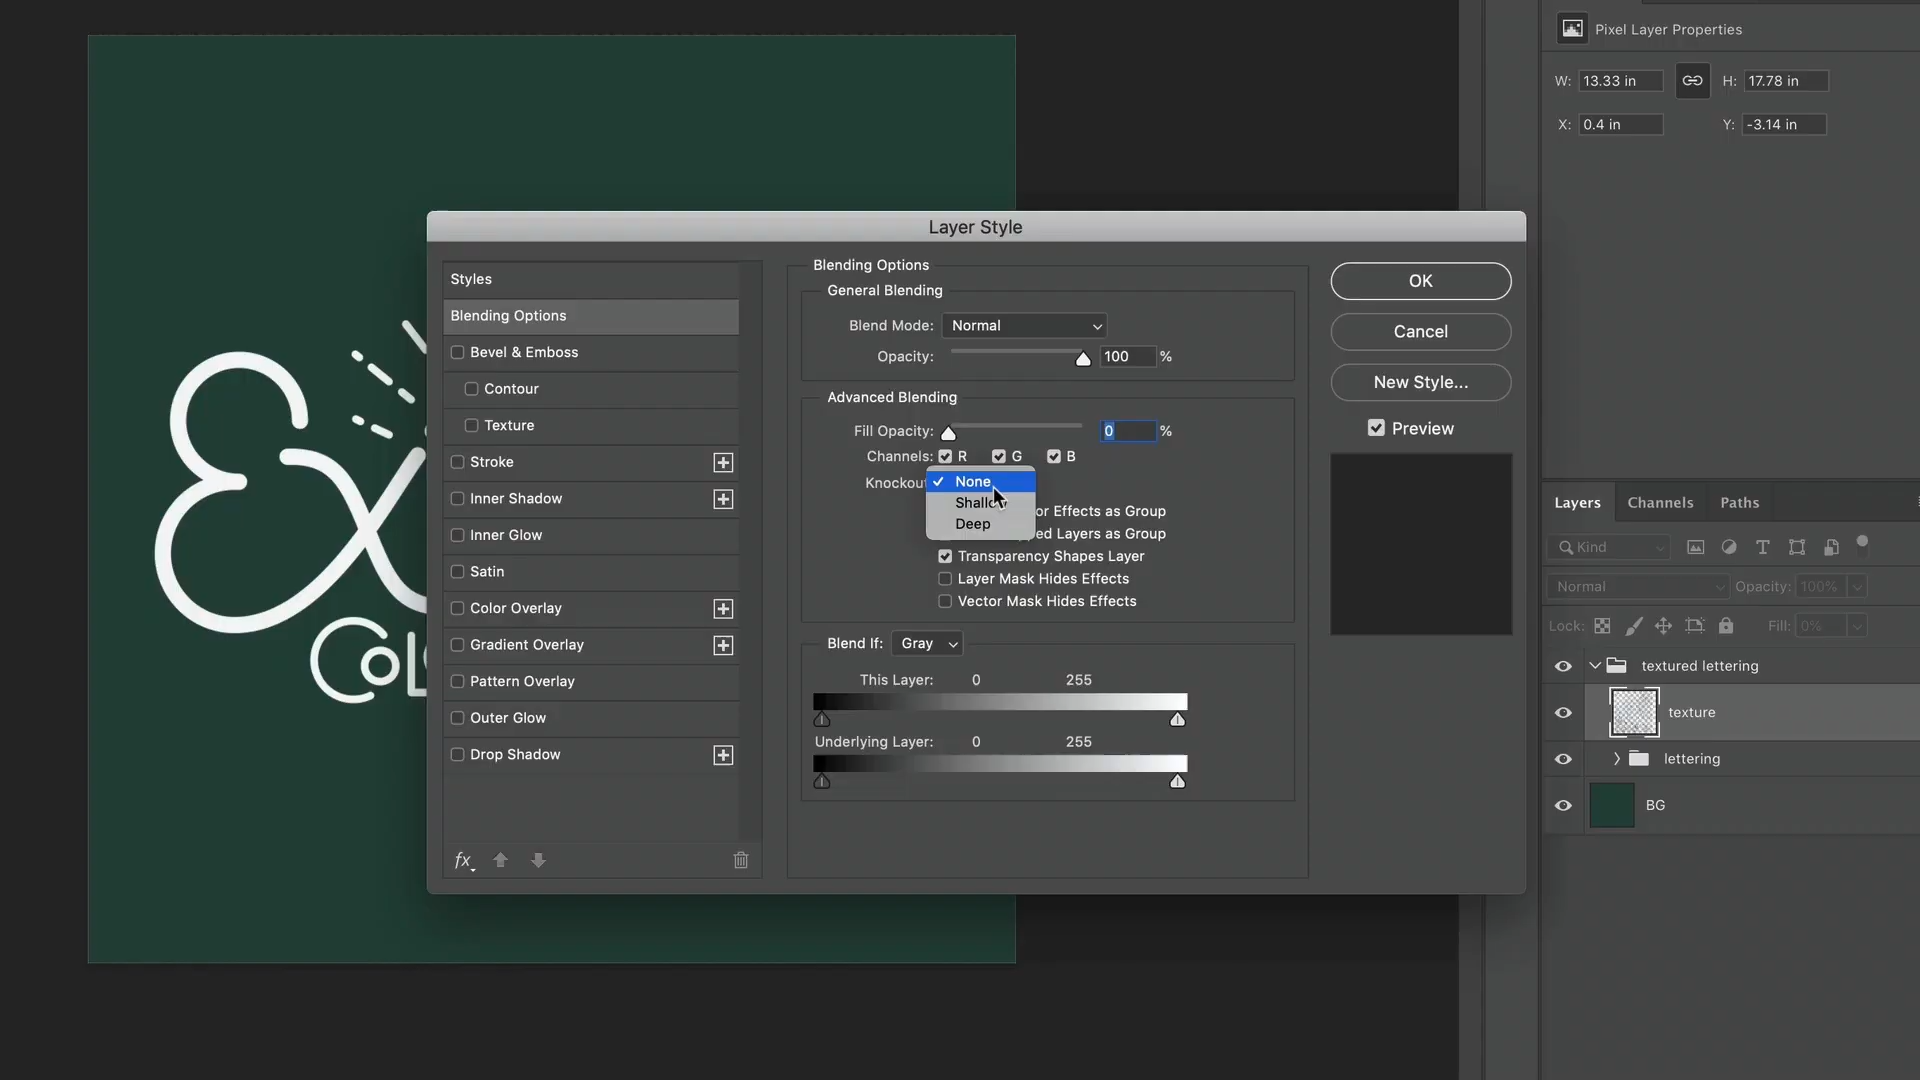 Pixel Layer Properties
W: 13.33 in H: 17.78 in
X: 0.4 in Y: -3.14 in
Layer Style
Styles
Blending Options
Bevel & Emboss
Contour
Texture
Stroke
Inner Shadow
Inner Glow
Satin
Color Overlay
Gradient Overlay
Pattern Overlay
Outer Glow
Drop Shadow
fx
Blending Options
General Blending
Blend Mode: Normal
Opacity: 100 %
Advanced Blending
Fill Opacity: 0 %
Channels: R G B
Knockout
None
Shallow
Deep
or Effects as Group
ped Layers as Group
Transparency Shapes Layer
Layer Mask Hides Effects
Vector Mask Hides Effects
Blend If: Gray
This Layer: 0 255
Underlying Layer: 0 255
OK
Cancel
New Style...
Preview
Layers Channels Paths
Kind
Normal Opacity: 100%
Lock: Fill: 0%
textured lettering
texture
lettering
BG